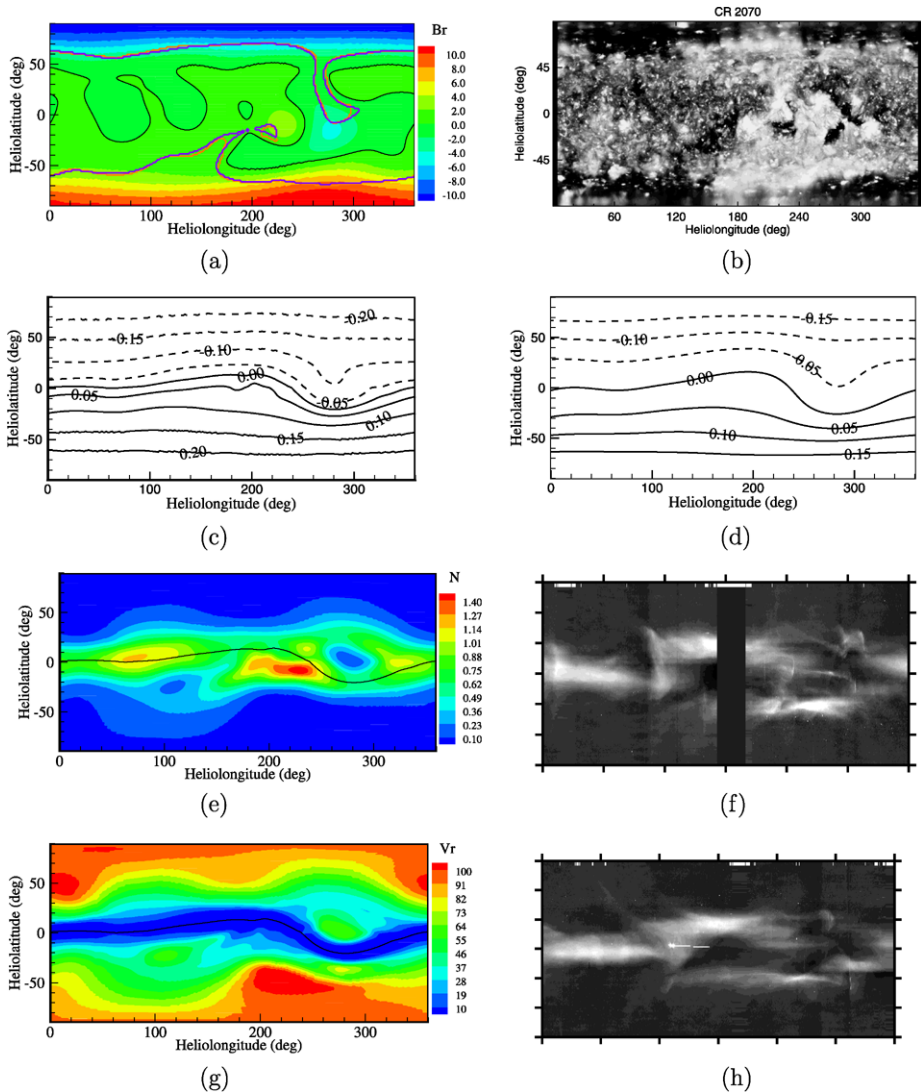 Br
50
0
-50
Heliolatitude (deg)
0 200 300
Heliolongitude (deg)
10.0
8.0
6.0
4.0
2.0
0.0
-2.0
-4.0
-6.0
-8.0
-10.0
(a)
CR 2070
45
0
-45
Heliolatitude (deg)
60 120 180 240 300
Heliolongitude (deg)
(b)
50
0
-50
Heliolatitude (deg)
-0.20
-0.15
-0.10
0.00
0.05
-0.05
0.10
0.15
0.20
0 100 200 300
Heliolongitude (deg)
(c)
50
0
-50
Heliolatitude (deg)
-0.15
-0.10
0.05
0.00
0.05
0.10
0.15
0 100 200 300
Heliolongitude (deg)
(d)
N
50
0
-50
Heliolatitude (deg)
0 100 200 300
Heliolongitude (deg)
1.40
1.27
1.14
1.01
0.88
0.75
0.62
0.49
0.36
0.23
0.10
(e)
(f)
Vr
50
0
-50
Heliolatitude (deg)
0 100 200 300
Heliolongitude (deg)
100
91
82
73
64
55
46
37
28
19
10
(g)
(h)